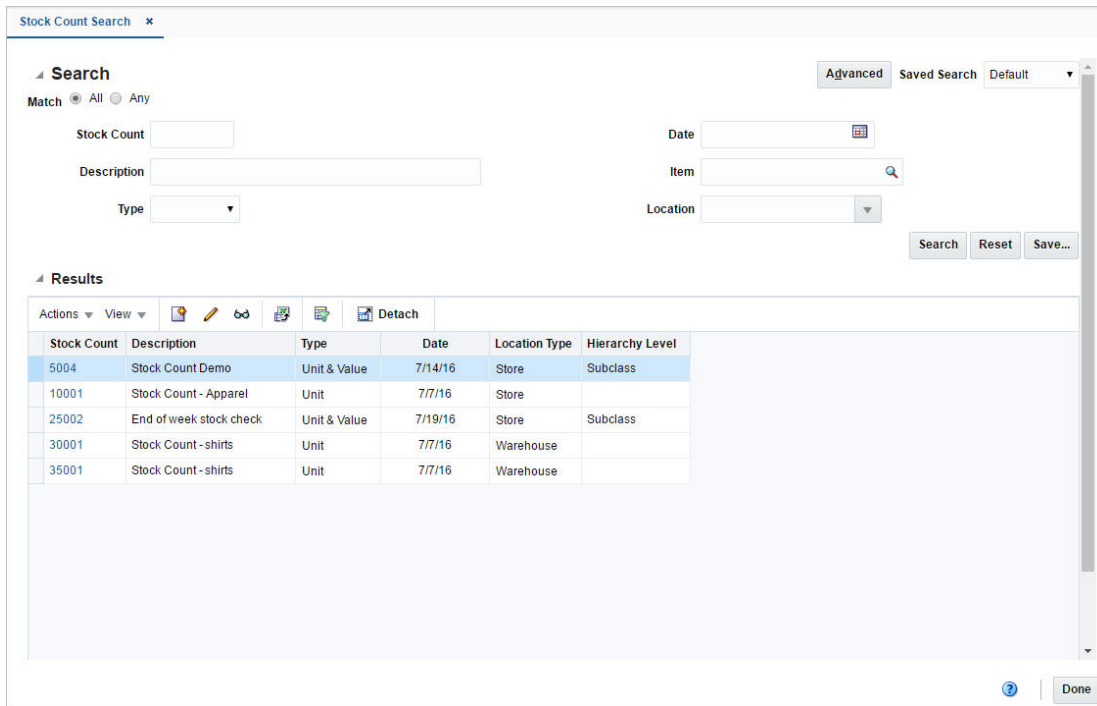 Stock Count Search ×
Search
Advanced Saved Search Default
Match All Any
Stock Count Date
Description Item
Type Location
Search Reset Save...
Results
Actions View Detach
Stock Count Description Type Date Location Type Hierarchy Level
5004 Stock Count Demo Unit & Value 7/14/16 Store Subclass
10001 Stock Count - Apparel Unit 7/7/16 Store
25002 End of week stock check Unit & Value 7/19/16 Store Subclass
30001 Stock Count - shirts Unit 7/7/16 Warehouse
35001 Stock Count - shirts Unit 7/7/16 Warehouse
? Done